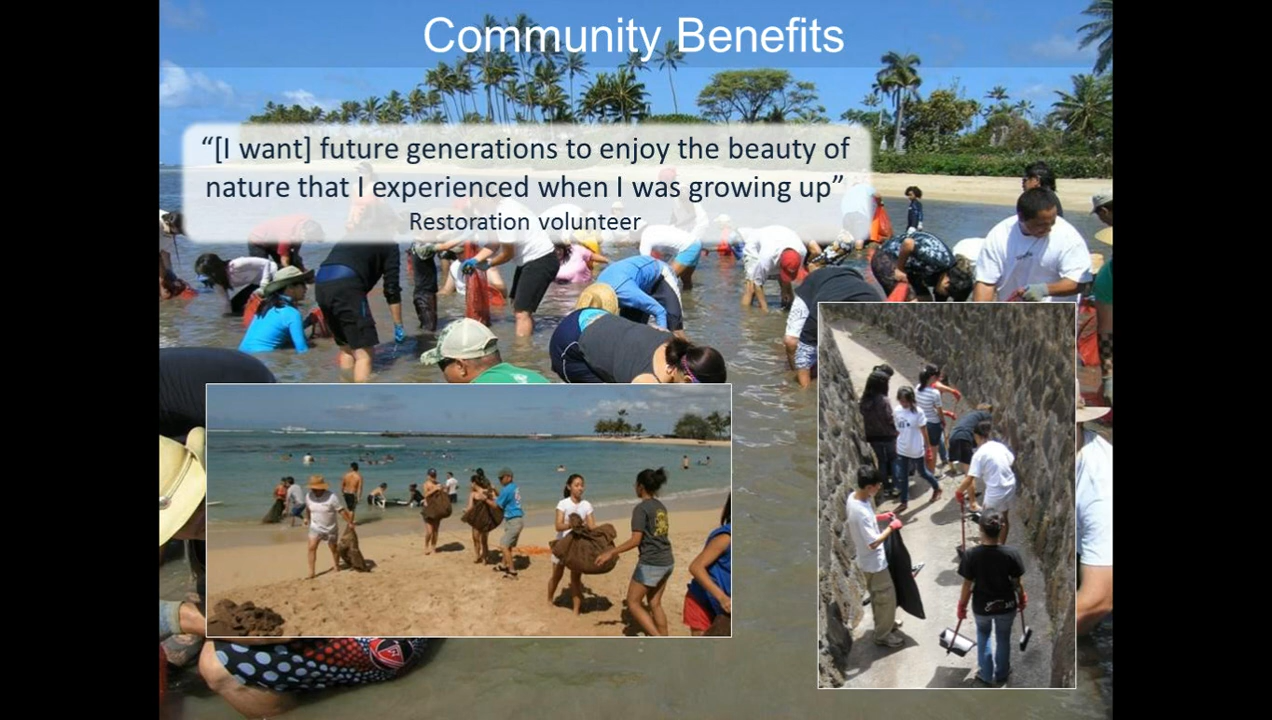 Community Benefits
“[I want] future generations to enjoy the beauty of
nature that I experienced when I was growing up”
Restoration volunteer